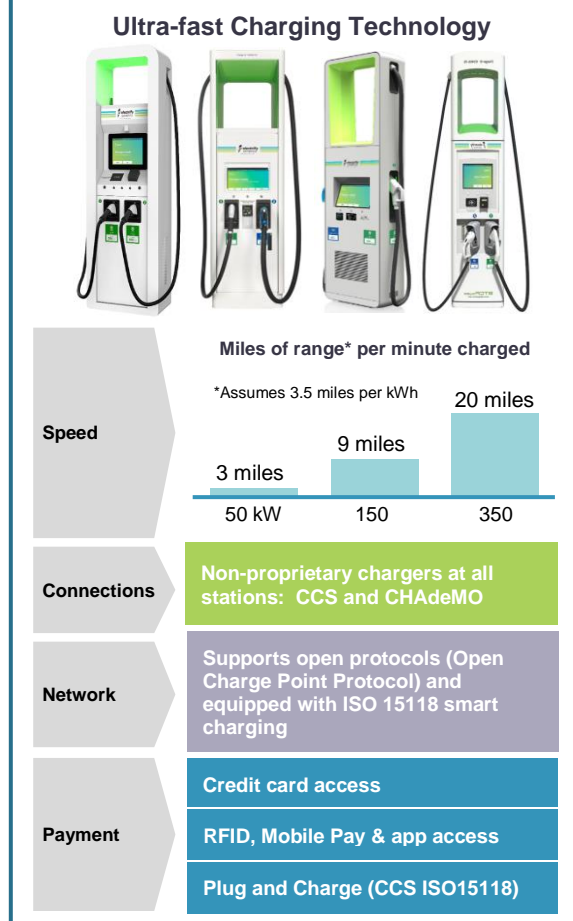 Ultra-fast Charging Technology
Speed
Miles of range* per minute charged
*Assumes 3.5 miles per kWh
3 miles
9 miles
20 miles
50 kW
150
350
Connections
Non-proprietary chargers at all
stations:  CCS and CHAdeMO
Network
Supports open protocols (Open
Charge Point Protocol) and
equipped with ISO 15118 smart
charging
Payment
Credit card access
RFID, Mobile Pay & app access
Plug and Charge (CCS ISO15118)